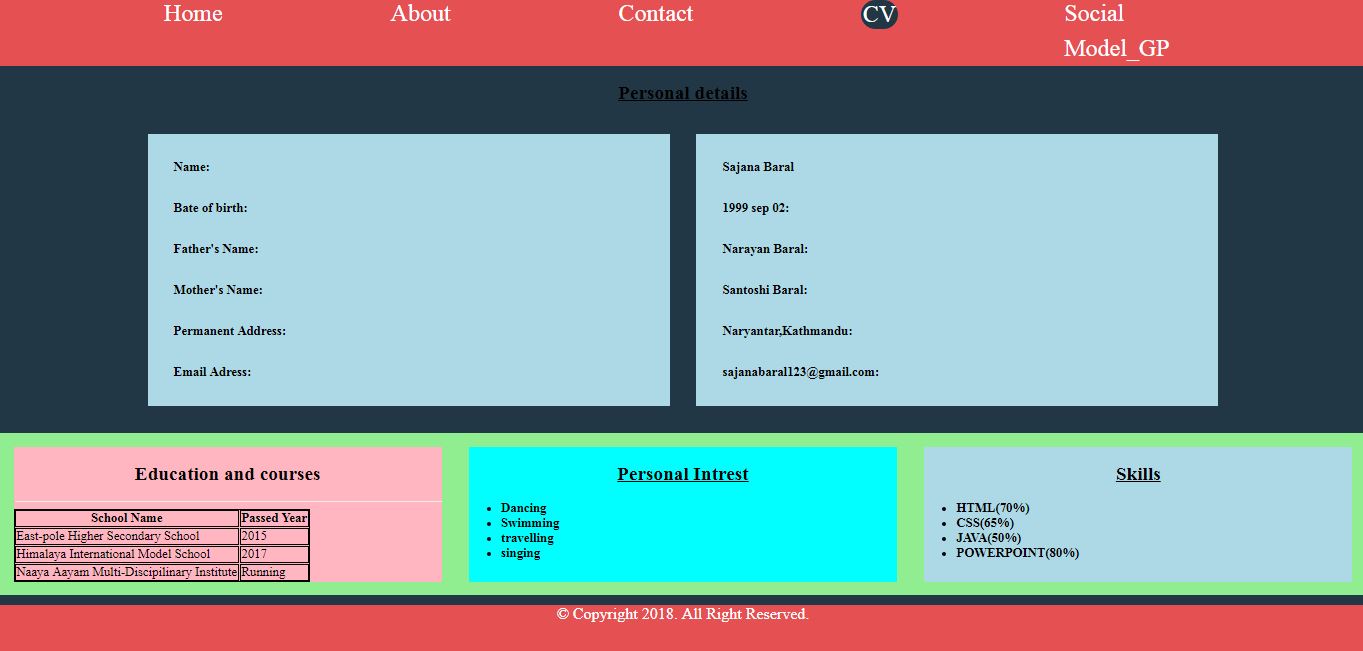 Home About Contact CV Social
Model_GP
Personal details
Name: Sajana Baral
Bate of birth: 1999 sep 02:
Father's Name: Narayan Baral:
Mother's Name: Santoshi Baral:
Permanent Address: Naryantar,Kathmandu:
Email Adress: sajanabaral123@gmail.com:
Education and courses
School Name Passed Year
East-pole Higher Secondary School 2015
Himalaya International Model School 2017
Naaya Aayam Multi-Discipilinary Institute Running
Personal Intrest
Dancing
Swimming
travelling
singing
Skills
HTML(70%)
CSS(65%)
JAVA(50%)
POWERPOINT(80%)
© Copyright 2018. All Right Reserved.